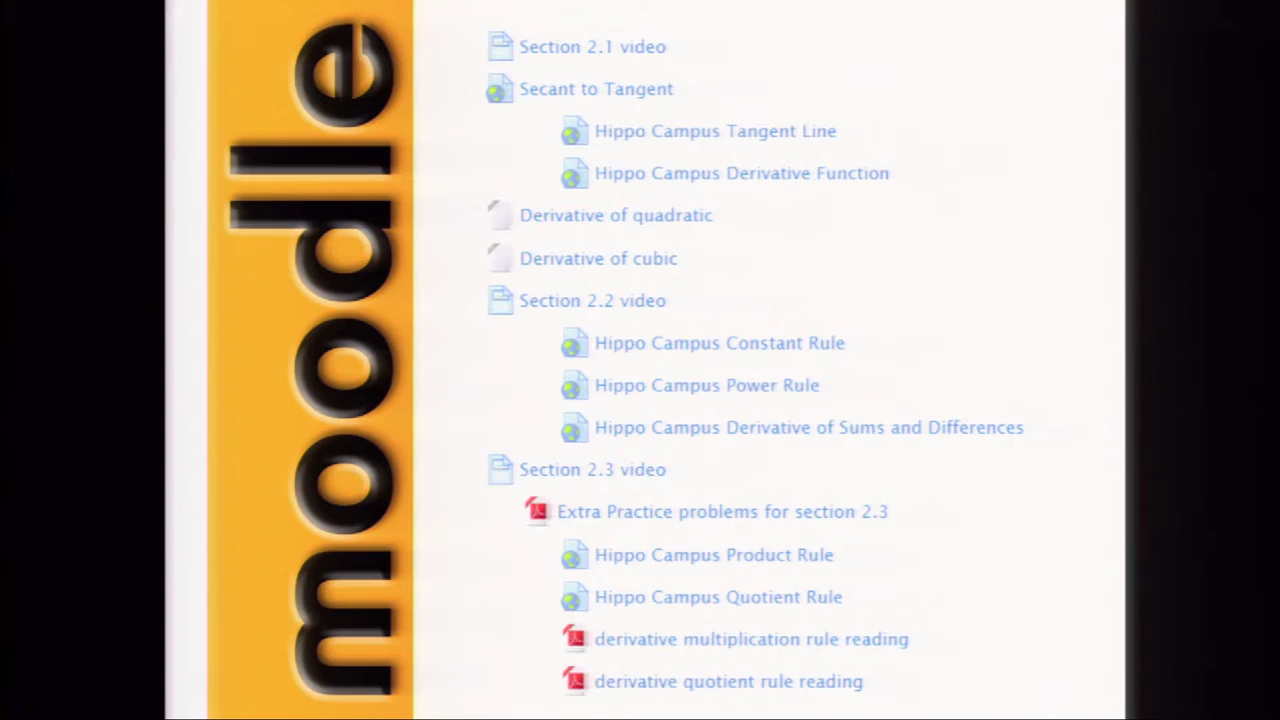 moodle
Section 2.1 video
Secant to Tangent
Hippo Campus Tangent Line
Hippo Campus Derivative Function
Derivative of quadratic
Derivative of cubic
Section 2.2 video
Hippo Campus Constant Rule
Hippo Campus Power Rule
Hippo Campus Derivative of Sums and Differences
Section 2.3 video
Extra Practice problems for section 2.3
Hippo Campus Product Rule
Hippo Campus Quotient Rule
derivative multiplication rule reading
derivative quotient rule reading